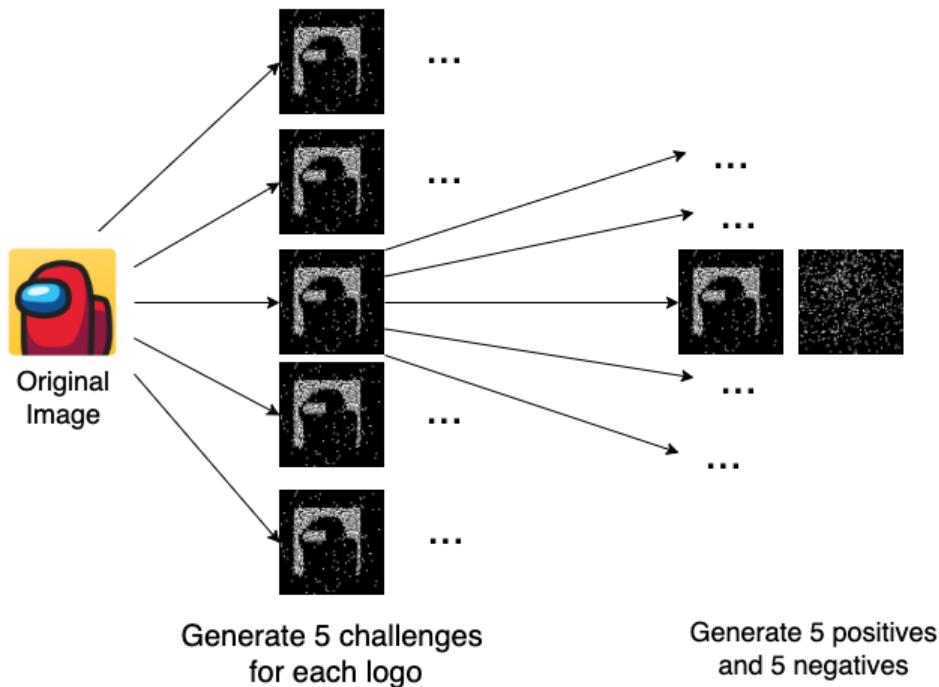 ...
...
...
...
Original
Image
...
...
...
...
Generate 5 challenges
for each logo
Generate 5 positives
and 5 negatives